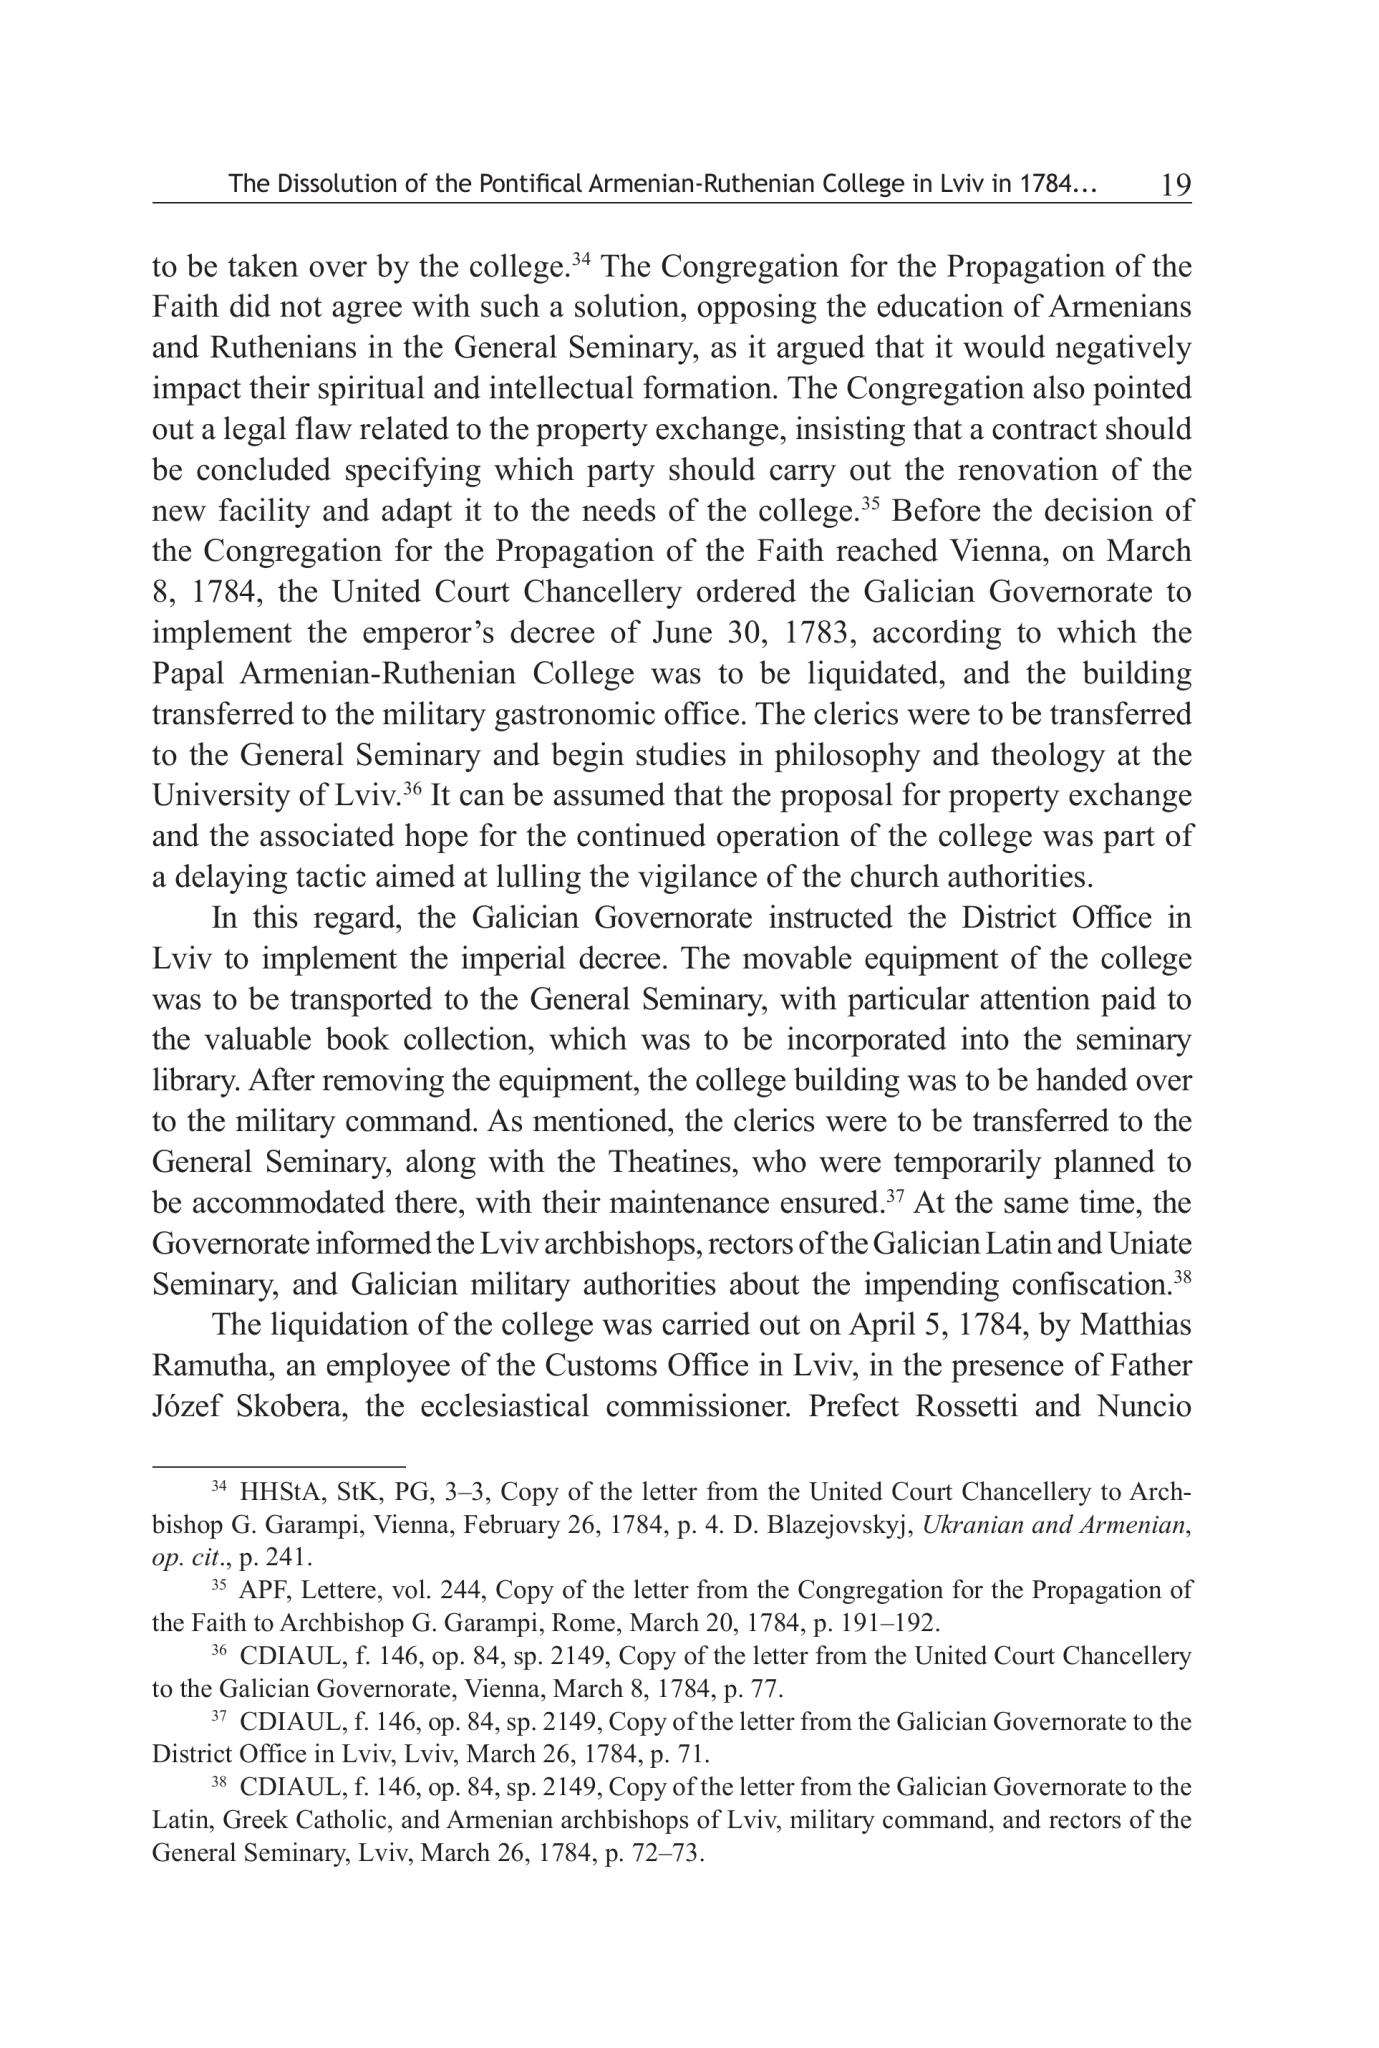 The Dissolution of the Pontifical Armenian-Ruthenian College in Lviv in 1784... 19
to be taken over by the college.34 The Congregation for the Propagation of the
Faith did not agree with such a solution, opposing the education of Armenians
and Ruthenians in the General Seminary, as it argued that it would negatively
impact their spiritual and intellectual formation. The Congregation also pointed
out a legal flaw related to the property exchange, insisting that a contract should
be concluded specifying which party should carry out the renovation of the
new facility and adapt it to the needs of the college.35 Before the decision of
the Congregation for the Propagation of the Faith reached Vienna, on March
8, 1784, the United Court Chancellery ordered the Galician Governorate to
implement the emperor’s decree of June 30, 1783, according to which the
Papal Armenian-Ruthenian College was to be liquidated, and the building
transferred to the military gastronomic office. The clerics were to be transferred
to the General Seminary and begin studies in philosophy and theology at the
University of Lviv.36 It can be assumed that the proposal for property exchange
and the associated hope for the continued operation of the college was part of
a delaying tactic aimed at lulling the vigilance of the church authorities.
In this regard, the Galician Governorate instructed the District Office in
Lviv to implement the imperial decree. The movable equipment of the college
was to be transported to the General Seminary, with particular attention paid to
the valuable book collection, which was to be incorporated into the seminary
library. After removing the equipment, the college building was to be handed over
to the military command. As mentioned, the clerics were to be transferred to the
General Seminary, along with the Theatines, who were temporarily planned to
be accommodated there, with their maintenance ensured.37 At the same time, the
Governorate informed the Lviv archbishops, rectors of the Galician Latin and Uniate
Seminary, and Galician military authorities about the impending confiscation.38
The liquidation of the college was carried out on April 5, 1784, by Matthias
Ramutha, an employee of the Customs Office in Lviv, in the presence of Father
Józef Skobera, the ecclesiastical commissioner. Prefect Rossetti and Nuncio
34 HHStA, StK, PG, 3–3, Copy of the letter from the United Court Chancellery to Arch-
bishop G. Garampi, Vienna, February 26, 1784, p. 4. D. Blazejovskyj, Ukranian and Armenian,
op. cit., p. 241.
35 APF, Lettere, vol. 244, Copy of the letter from the Congregation for the Propagation of
the Faith to Archbishop G. Garampi, Rome, March 20, 1784, p. 191–192.
36 CDIAUL, f. 146, op. 84, sp. 2149, Copy of the letter from the United Court Chancellery
to the Galician Governorate, Vienna, March 8, 1784, p. 77.
37 CDIAUL, f. 146, op. 84, sp. 2149, Copy of the letter from the Galician Governorate to the
District Office in Lviv, Lviv, March 26, 1784, p. 71.
38 CDIAUL, f. 146, op. 84, sp. 2149, Copy of the letter from the Galician Governorate to the
Latin, Greek Catholic, and Armenian archbishops of Lviv, military command, and rectors of the
General Seminary, Lviv, March 26, 1784, p. 72–73.